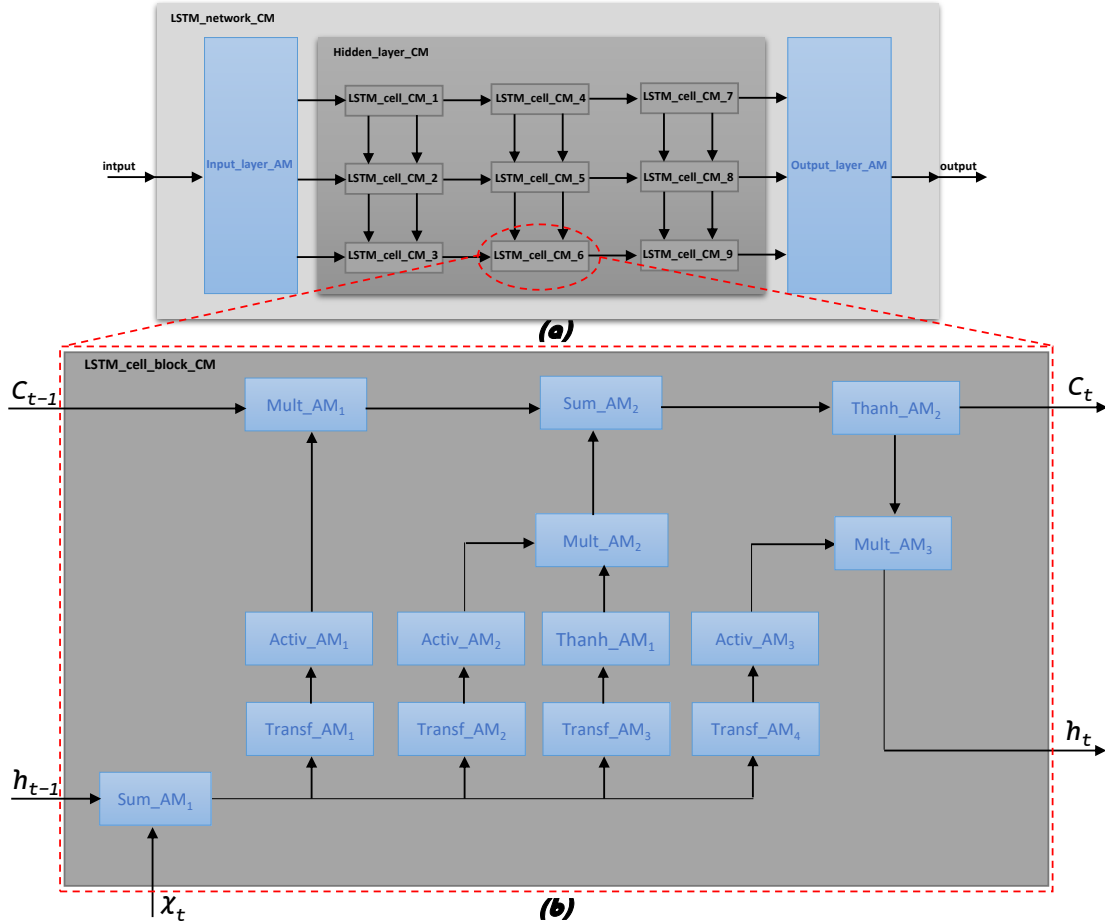 LSTM_network_CM
Hidden_layer_CM
LSTM_cell_CM_1 LSTM_cell_CM_4 LSTM_cell_CM_7
intput Input_layer_AM LSTM_cell_CM_2 LSTM_cell_CM_5 LSTM_cell_CM_8 Output_layer_AM output
LSTM_cell_CM_3 LSTM_cell_CM_6 LSTM_cell_CM_9
(a)
LSTM_cell_block_CM
C_{t−1} Mult_AM₁ Sum_AM₂ Thanh_AM₂ C_t
Mult_AM₂ Mult_AM₃
Activ_AM₁ Activ_AM₂ Thanh_AM₁ Activ_AM₃
Transf_AM₁ Transf_AM₂ Transf_AM₃ Transf_AM₄ h_t
h_{t−1} Sum_AM₁
χ_t (b)